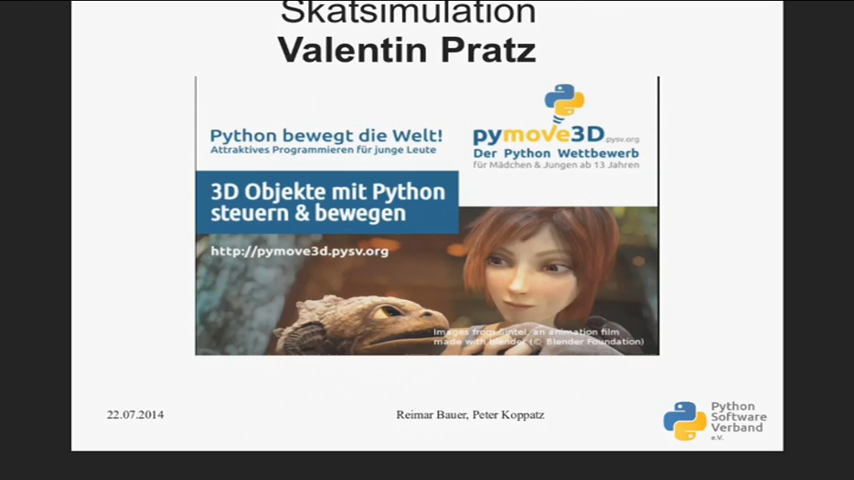 Skatsimulation
Valentin Pratz
Python bewegt die Welt!
Attraktives Programmieren für junge Leute
pymove3D.pysv.org
Der Python Wettbewerb
für Mädchen & Jungen ab 13 Jahren
3D Objekte mit Python
steuern & bewegen
http://pymove3d.pysv.org
Images from Sintel, an animation film
made with blender (© Blender Foundation)
22.07.2014
Reimar Bauer, Peter Koppatz
Python
Software
Verband
e.V.